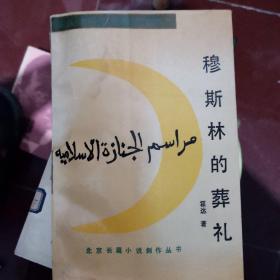 穆斯林的葬礼
مراسم الجنازة الاسلاميه
霍达 著
北京长篇小说创作丛书